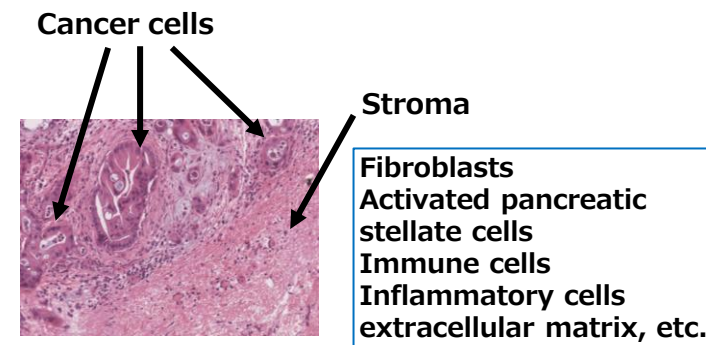 Cancer cells
Stroma
Fibroblasts
Activated pancreatic
stellate cells
Immune cells
Inflammatory cells
extracellular matrix, etc.